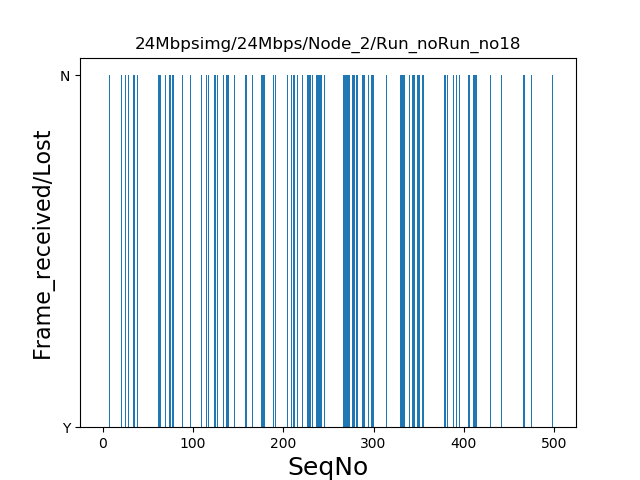 24Mbpsimg/24Mbps/Node_2/Run_noRun_no18
N
Frame_received/Lost
Y
0 100 200 300 400 500
SeqNo